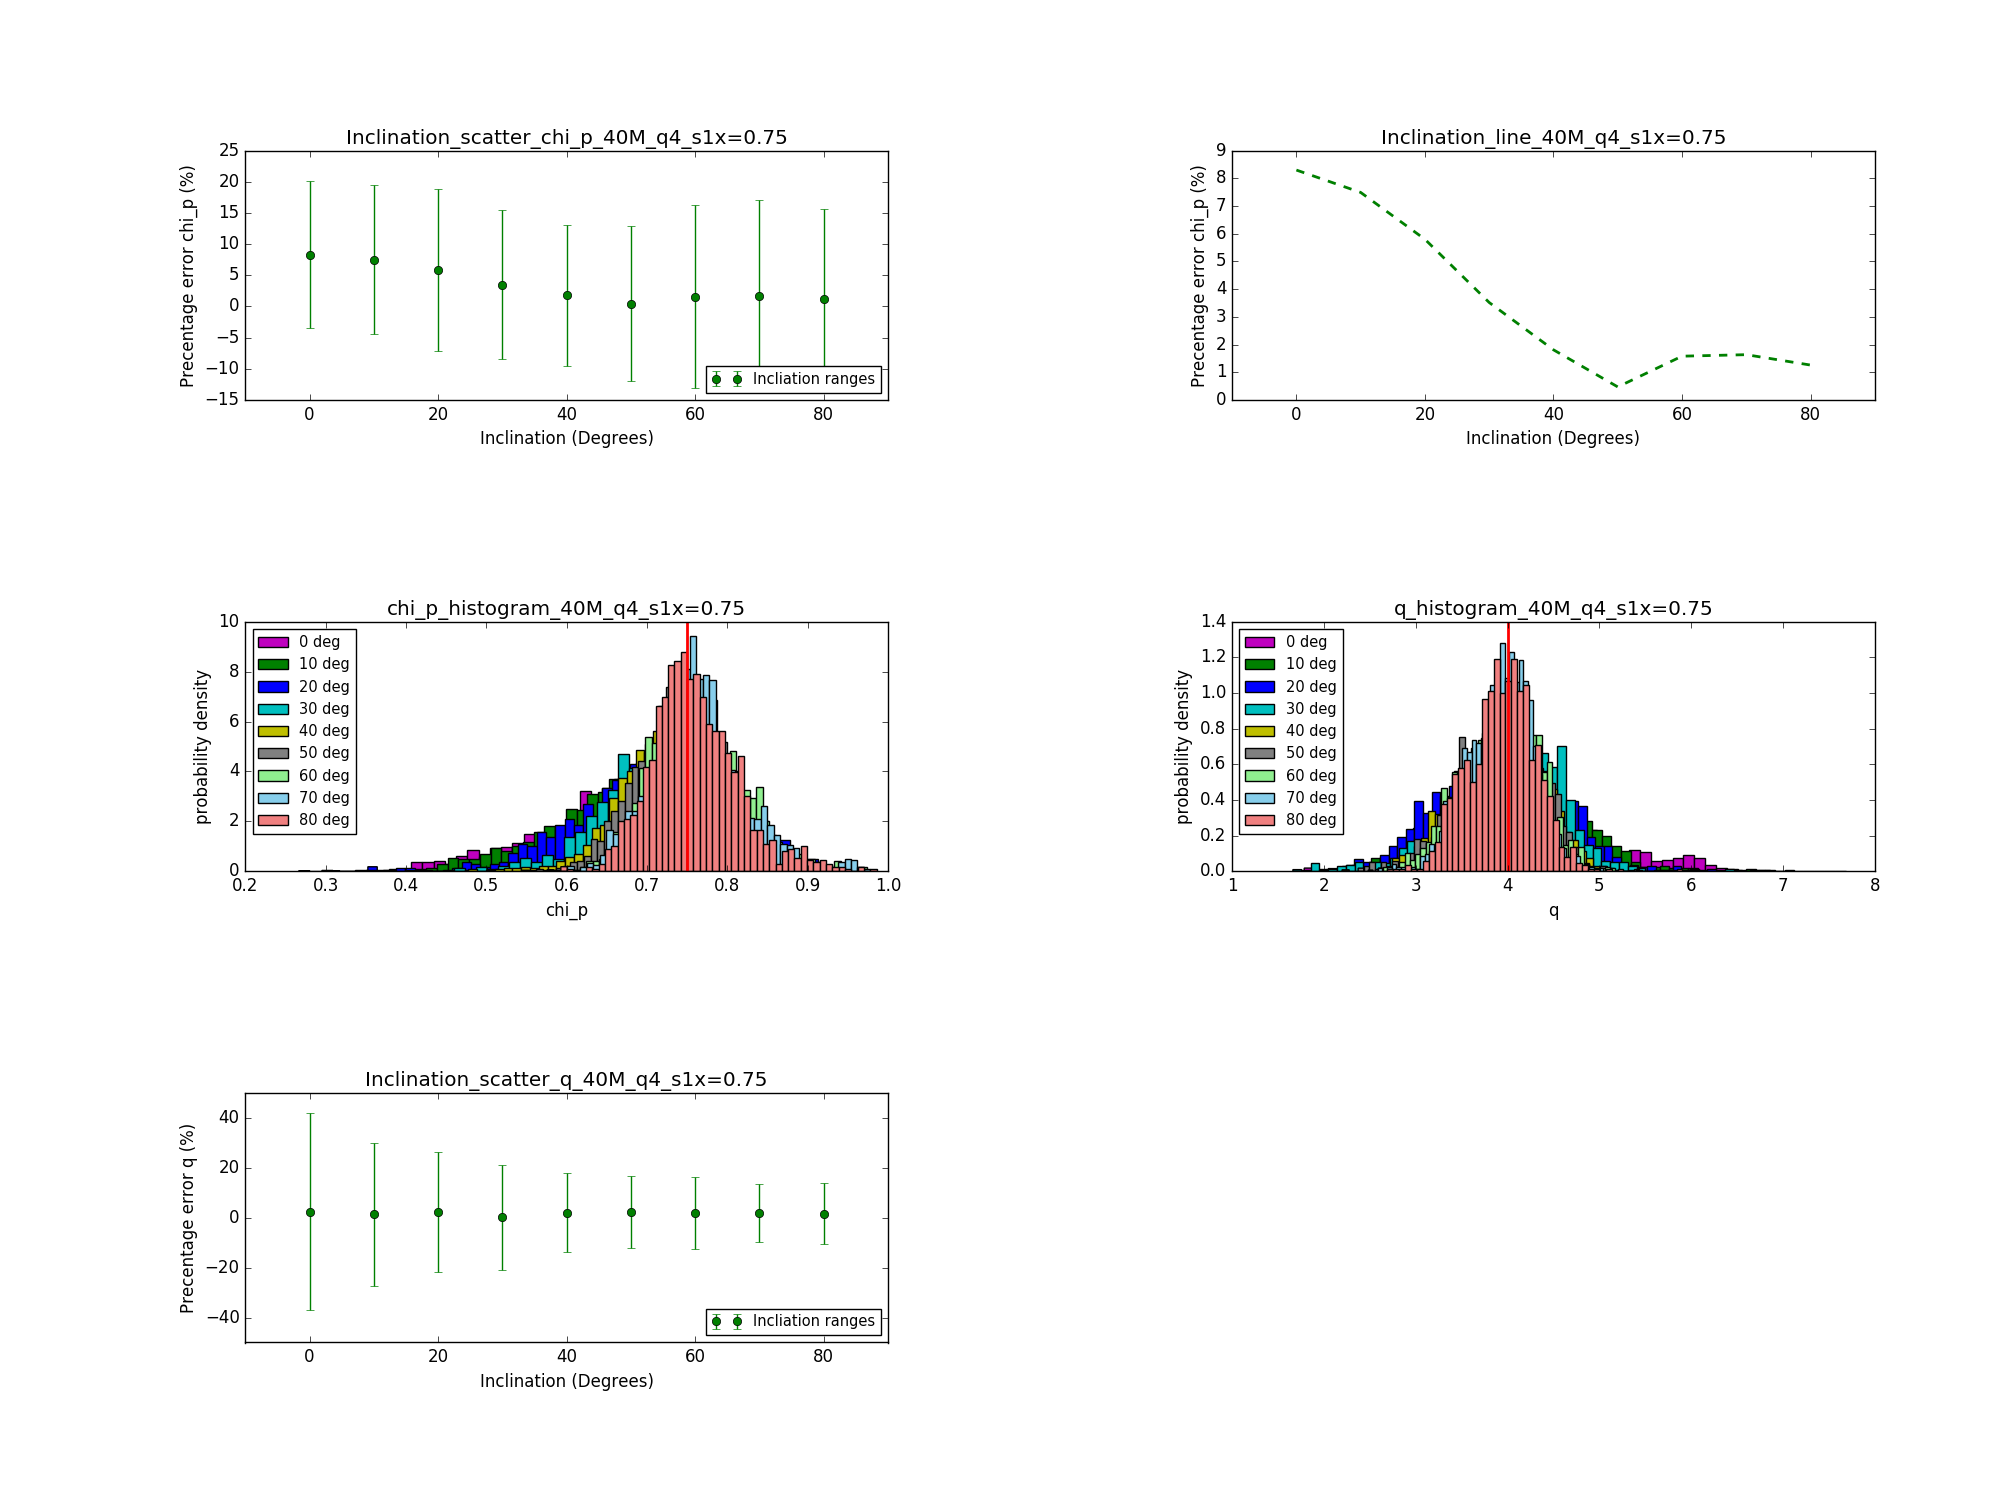 Inclination_scatter_chi_p_40M_q4_s1x=0.75
Precentage error chi_p (%)
25
20
15
10
5
0
−5
−10
−15
Incliation ranges
0 20 40 60 80
Inclination (Degrees)
Inclination_line_40M_q4_s1x=0.75
Precentage error chi_p (%)
9
8
7
6
5
4
3
2
1
0
0 20 40 60 80
Inclination (Degrees)
chi_p_histogram_40M_q4_s1x=0.75
probability density
10
8
6
4
2
0
0 deg
10 deg
20 deg
30 deg
40 deg
50 deg
60 deg
70 deg
80 deg
0.2 0.3 0.4 0.5 0.6 0.7 0.8 0.9 1.0
chi_p
q_histogram_40M_q4_s1x=0.75
probability density
1.4
1.2
1.0
0.8
0.6
0.4
0.2
0.0
0 deg
10 deg
20 deg
30 deg
40 deg
50 deg
60 deg
70 deg
80 deg
1 2 3 4 5 6 7 8
q
Inclination_scatter_q_40M_q4_s1x=0.75
Precentage error q (%)
40
20
0
−20
−40
Incliation ranges
0 20 40 60 80
Inclination (Degrees)